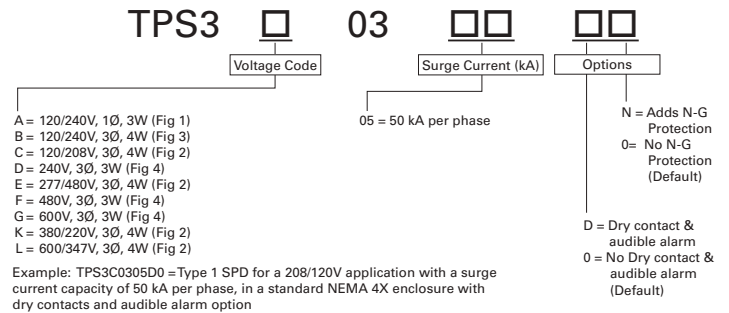 TPS3 □ 03 □□ □□
Voltage Code
Surge Current (kA)
Options
A = 120/240V, 1Ø, 3W (Fig 1)
B = 120/240V, 3Ø, 4W (Fig 3)
C = 120/208V, 3Ø, 4W (Fig 2)
D = 240V, 3Ø, 3W (Fig 4)
E = 277/480V, 3Ø, 4W (Fig 2)
F = 480V, 3Ø, 3W (Fig 4)
G = 600V, 3Ø, 3W (Fig 4)
K = 380/220V, 3Ø, 4W (Fig 2)
L = 600/347V, 3Ø, 4W (Fig 2)
05 = 50 kA per phase
N = Adds N-G
Protection
0= No N-G
Protection
(Default)
D = Dry contact &
audible alarm
0 = No Dry contact &
audible alarm
(Default)
Example: TPS3C0305D0 = Type 1 SPD for a 208/120V application with a surge
current capacity of 50 kA per phase, in a standard NEMA 4X enclosure with
dry contacts and audible alarm option